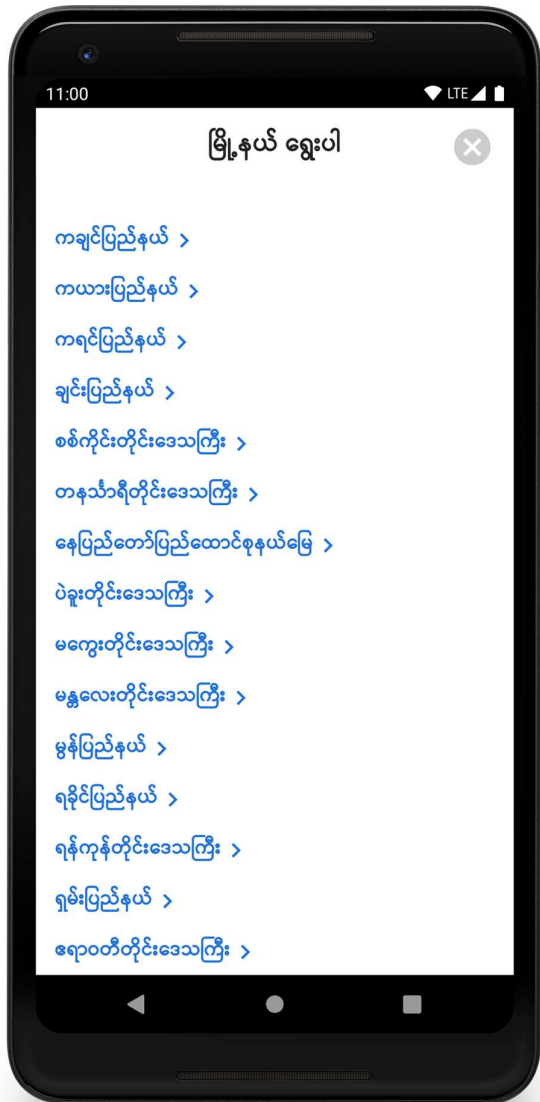 11:00 LTE
မြို့နယ် ရွေးပါ
ကချင်ပြည်နယ်
ကယားပြည်နယ်
ကရင်ပြည်နယ်
ချင်းပြည်နယ်
စစ်ကိုင်းတိုင်းဒေသကြီး
တနင်္သာရီတိုင်းဒေသကြီး
နေပြည်တော်ပြည်ထောင်စုနယ်မြေ
ပဲခူးတိုင်းဒေသကြီး
မကွေးတိုင်းဒေသကြီး
မန္တလေးတိုင်းဒေသကြီး
မွန်ပြည်နယ်
ရခိုင်ပြည်နယ်
ရန်ကုန်တိုင်းဒေသကြီး
ရှမ်းပြည်နယ်
ဧရာဝတီတိုင်းဒေသကြီး